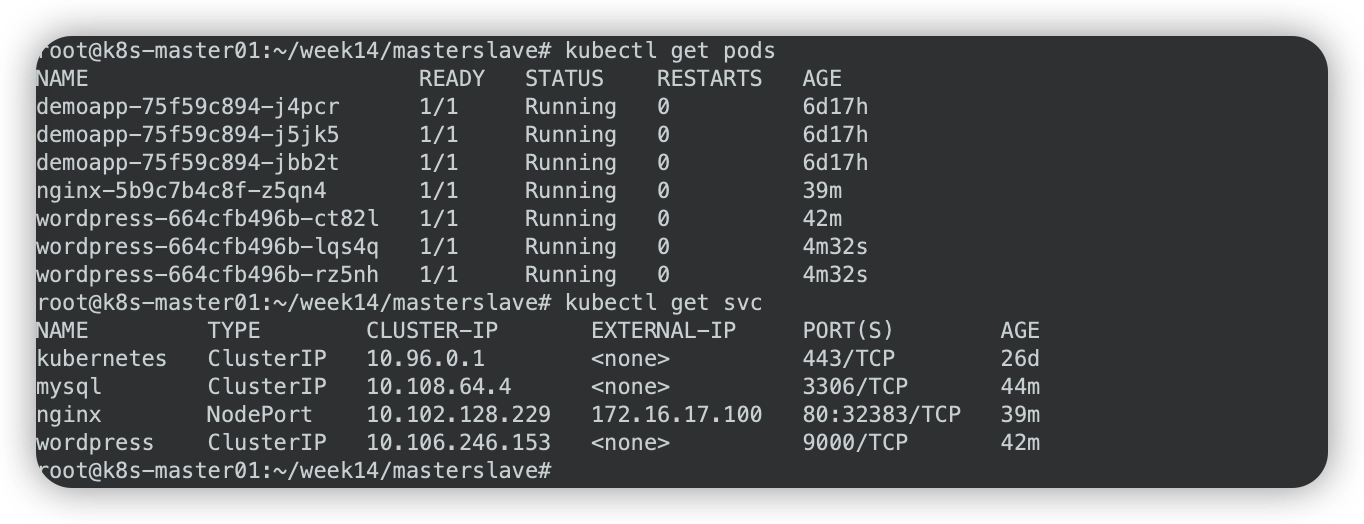 root@k8s-master01:~/week14/masterslave# kubectl get pods
NAME                         READY   STATUS    RESTARTS   AGE
demoapp-75f59c894-j4pcr      1/1     Running   0          6d17h
demoapp-75f59c894-j5jk5      1/1     Running   0          6d17h
demoapp-75f59c894-jbb2t      1/1     Running   0          6d17h
nginx-5b9c7b4c8f-z5qn4       1/1     Running   0          39m
wordpress-664cfb496b-ct82l   1/1     Running   0          42m
wordpress-664cfb496b-lqs4q   1/1     Running   0          4m32s
wordpress-664cfb496b-rz5nh   1/1     Running   0          4m32s
root@k8s-master01:~/week14/masterslave# kubectl get svc
NAME         TYPE        CLUSTER-IP       EXTERNAL-IP     PORT(S)        AGE
kubernetes   ClusterIP   10.96.0.1        <none>          443/TCP        26d
mysql        ClusterIP   10.108.64.4      <none>          3306/TCP       44m
nginx        NodePort    10.102.128.229   172.16.17.100   80:32383/TCP   39m
wordpress    ClusterIP   10.106.246.153   <none>          9000/TCP       42m
root@k8s-master01:~/week14/masterslave#